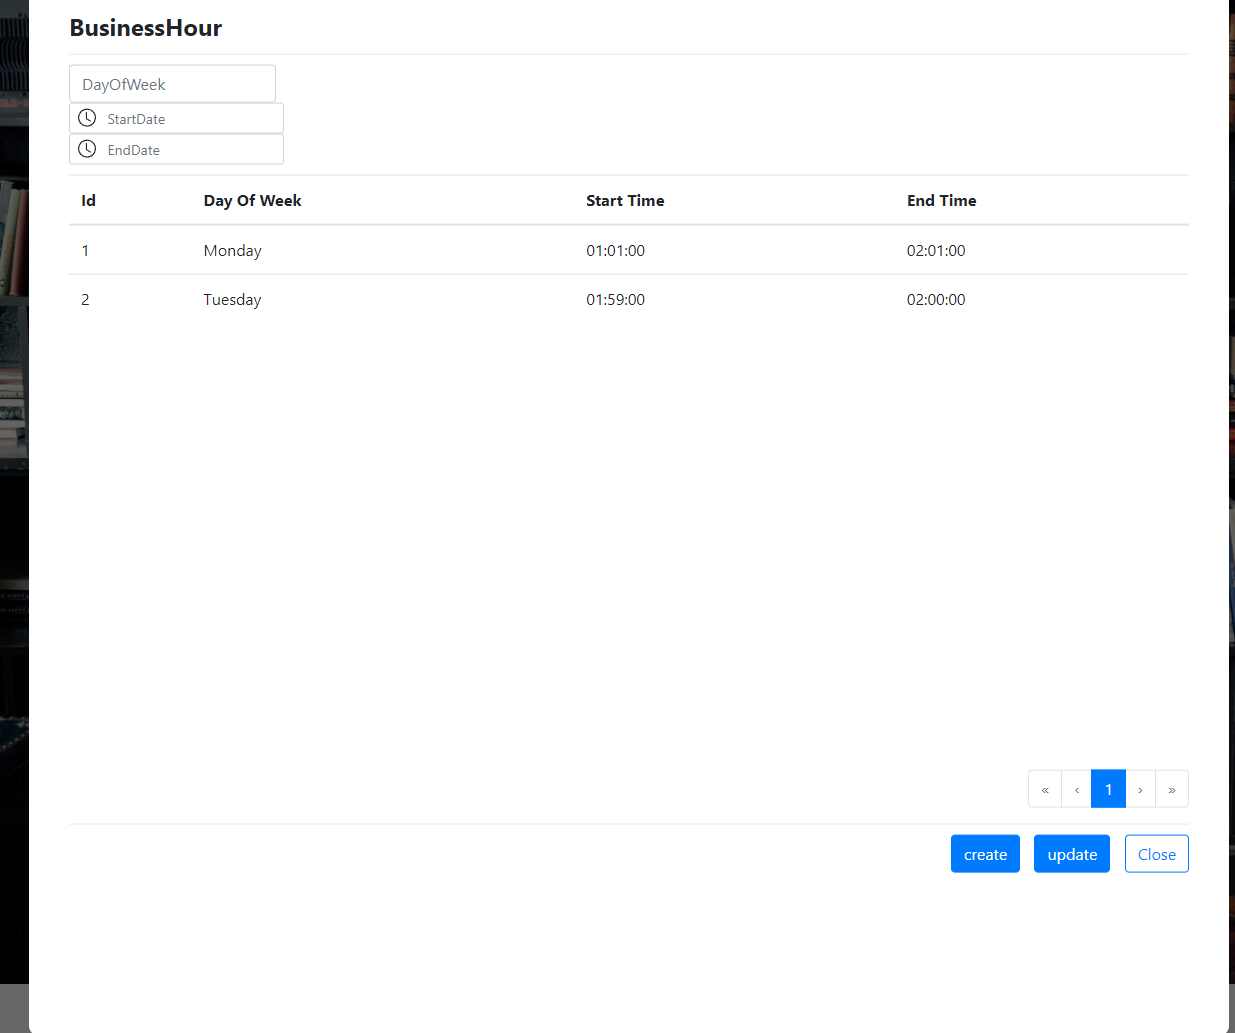 BusinessHour
DayOfWeek
StartDate
EndDate
Id Day Of Week Start Time End Time
1 Monday 01:01:00 02:01:00
2 Tuesday 01:59:00 02:00:00
« ‹ 1 › »
create update Close